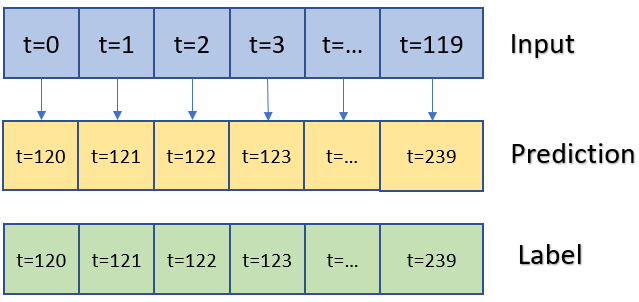 t=0 t=1 t=2 t=3 t=... t=119 Input
t=120 t=121 t=122 t=123 t=... t=239 Prediction
t=120 t=121 t=122 t=123 t=... t=239 Label